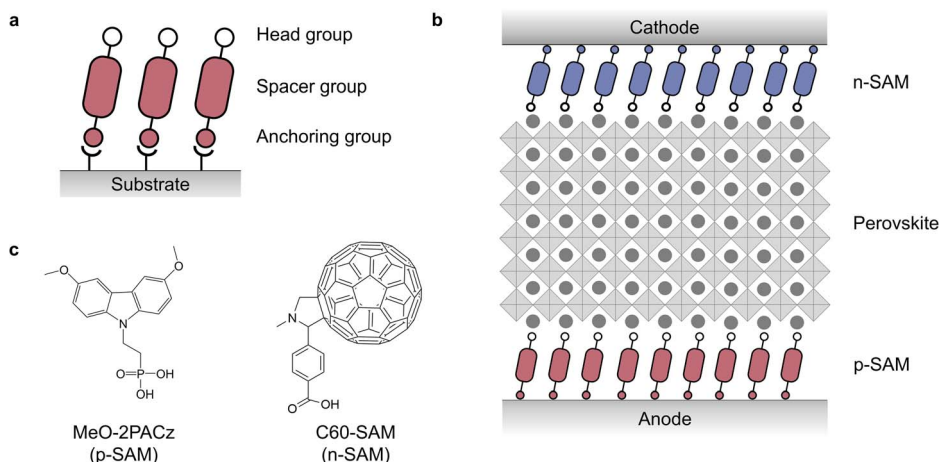 a
Head group
Spacer group
Anchoring group
Substrate
b
Cathode
n-SAM
Perovskite
p-SAM
Anode
c
O
O
N
O
P
OH
OH
MeO-2PACz
(p-SAM)
N
O
OH
C60-SAM
(n-SAM)